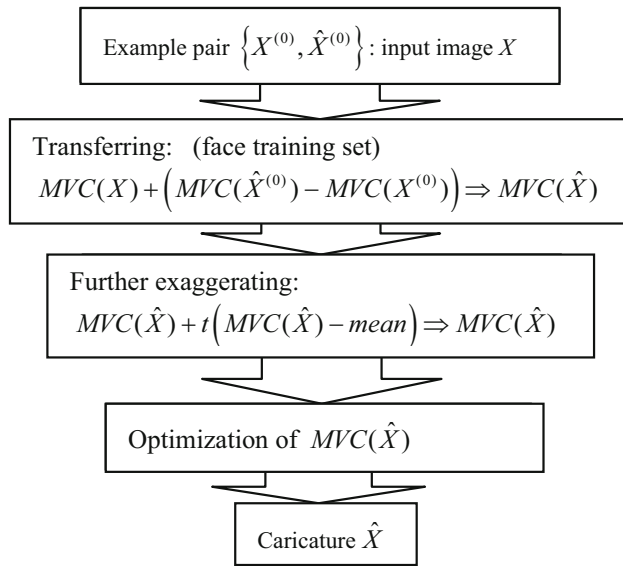 Example pair {X^(0), X̂^(0)} : input image X
Transferring: (face training set)
MVC(X) + (MVC(X̂^(0)) − MVC(X^(0))) ⇒ MVC(X̂)
Further exaggerating:
MVC(X̂) + t(MVC(X̂) − mean) ⇒ MVC(X̂)
Optimization of MVC(X̂)
Caricature X̂